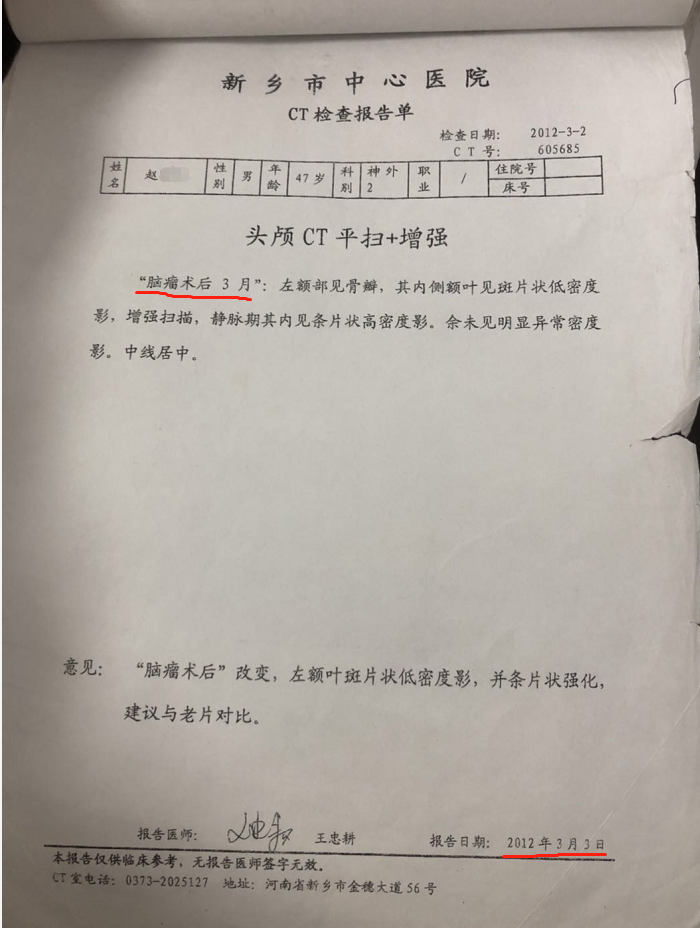 新乡市中心医院
CT检查报告单
检查日期： 2012-3-2
CT号： 605685
姓名 赵 性别 男 年龄 47岁 科别 神外2 职业 / 住院号
床号
头颅CT平扫+增强
“脑瘤术后 3 月”：左额部见骨瓣，其内侧额叶见斑片状低密度
影，增强扫描，静脉期其内见条片状高密度影。余未见明显异常密度
影。中线居中。
意见： “脑瘤术后”改变，左额叶斑片状低密度影，并条片状强化，
建议与老片对比。
报告医师： 王忠耕 报告日期： 2012年3月3日
本报告仅供临床参考，无报告医师签字无效。
CT室电话：0373-2025127 地址：河南省新乡市金穗大道56号